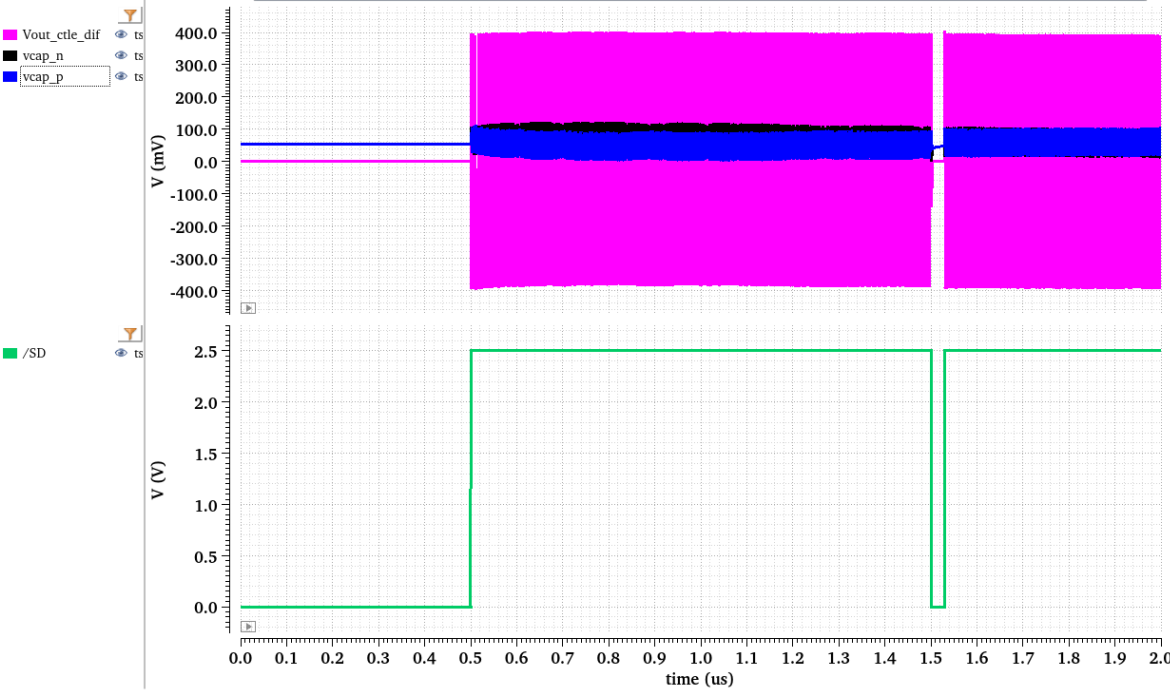 Vout_ctle_dif ts
vcap_n ts
vcap_p ts
V (mV)
400.0
300.0
200.0
100.0
0.0
-100.0
-200.0
-300.0
-400.0
/SD ts
V (V)
2.5
2.0
1.5
1.0
0.5
0.0
0.0 0.1 0.2 0.3 0.4 0.5 0.6 0.7 0.8 0.9 1.0 1.1 1.2 1.3 1.4 1.5 1.6 1.7 1.8 1.9 2.0
time (us)